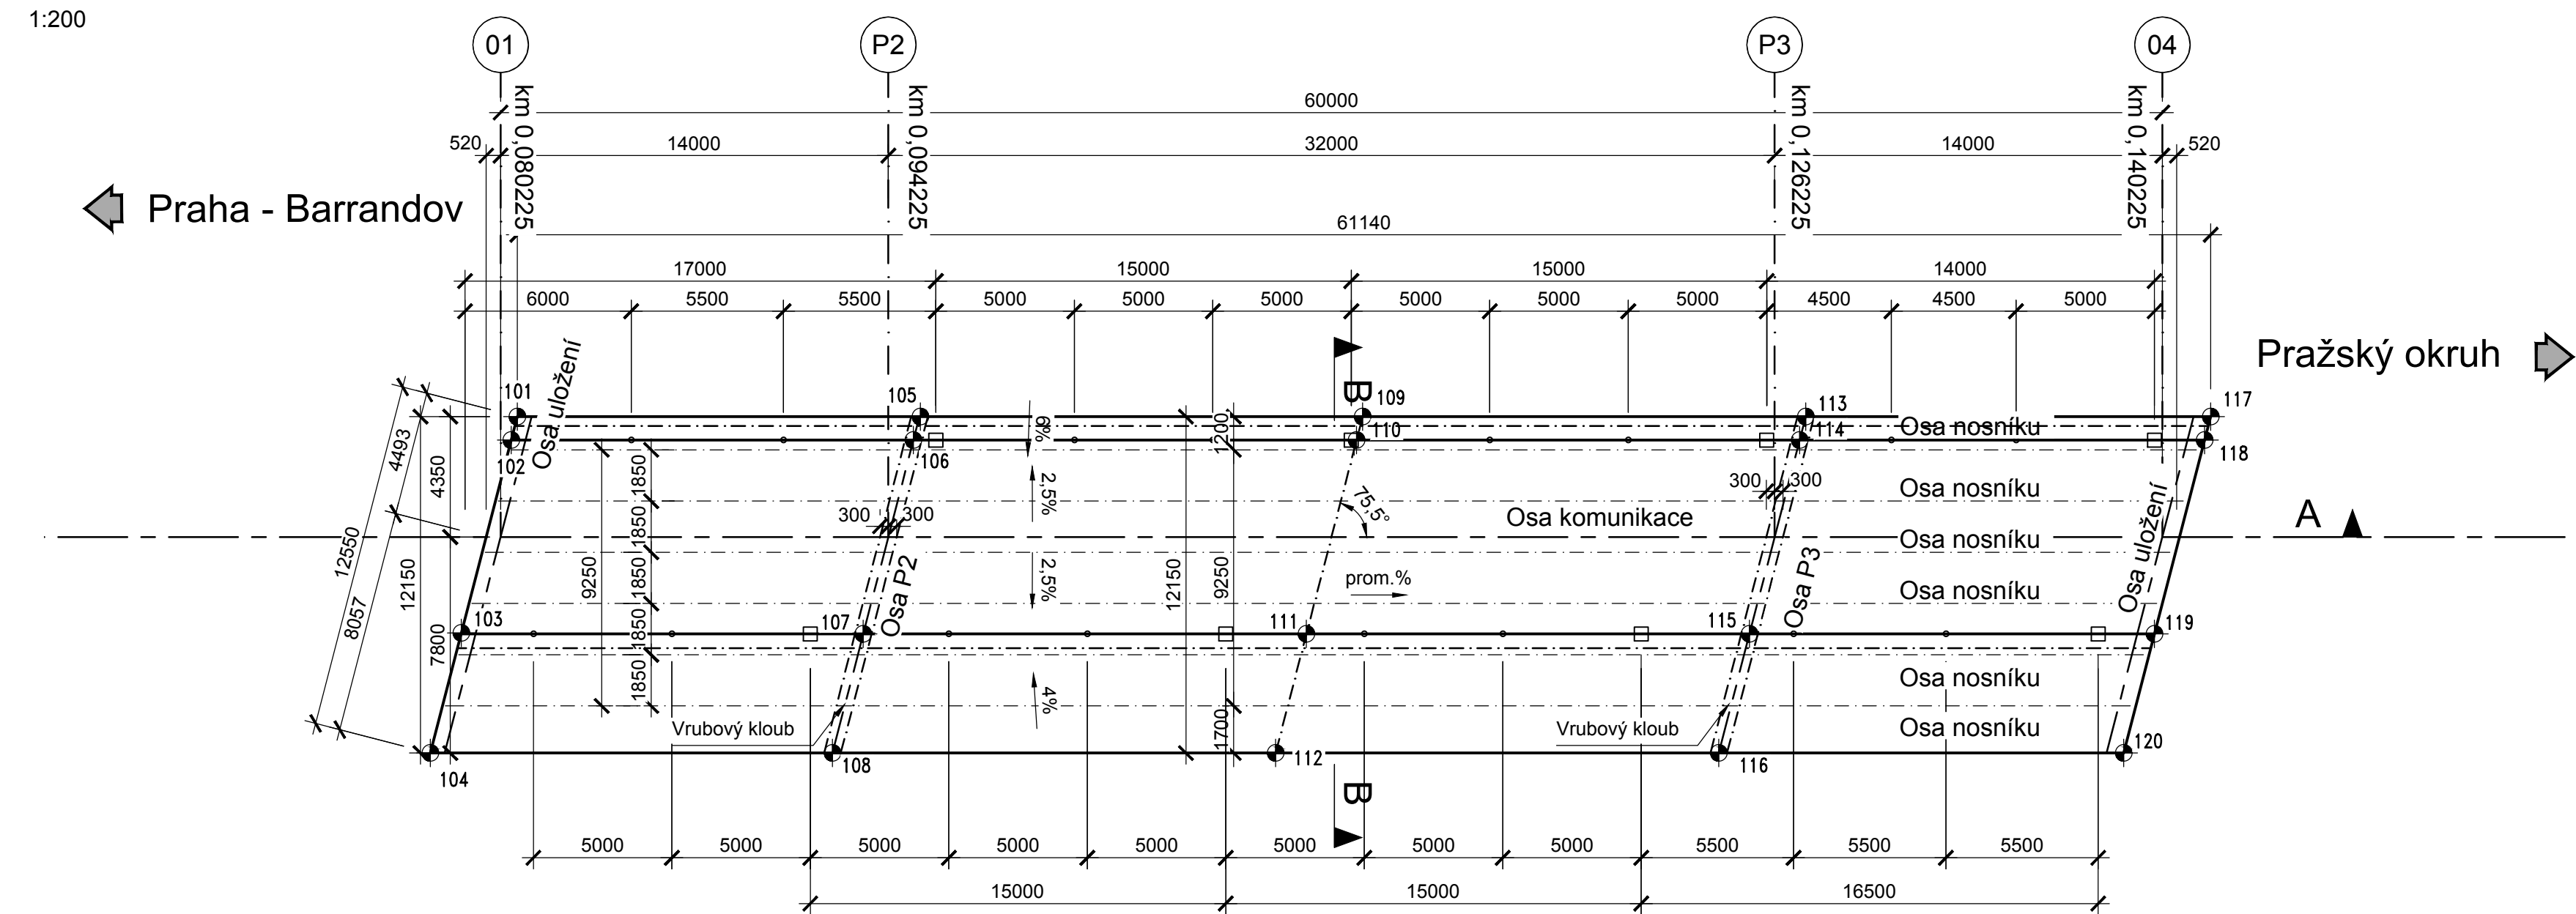 1:200
01 P2 P3 04
km 0,080225
km 0,094225
km 0,126225
km 0,140225
60000
520 14000 32000 14000 520
Praha - Barrandov
61140
17000 15000 15000 14000
6000 5500 5500 5000 5000 5000 5000 5000 5000 4500 4500 5000
Pražský okruh
B
101 105 109 113 117
Osa uložení
102 106 110 114 118
6%
1200
Osa nosníku
4493
4350
1850
2,5%
300 300
75,5°
300 300
Osa nosníku
Osa komunikace
A
12550
12150
8057
7800
9250
1850
1850
1850
1850
2,5%
12150
9250
prom.%
Osa nosníku
Osa nosníku
Osa P2
Osa P3
Osa uložení
103 107 111 115 119
4%
1700
Osa nosníku
Vrubový kloub
Vrubový kloub
Osa nosníku
104 108 112 116 120
B
5000 5000 5000 5000 5000 5000 5000 5000 5500 5500 5500
15000 15000 16500